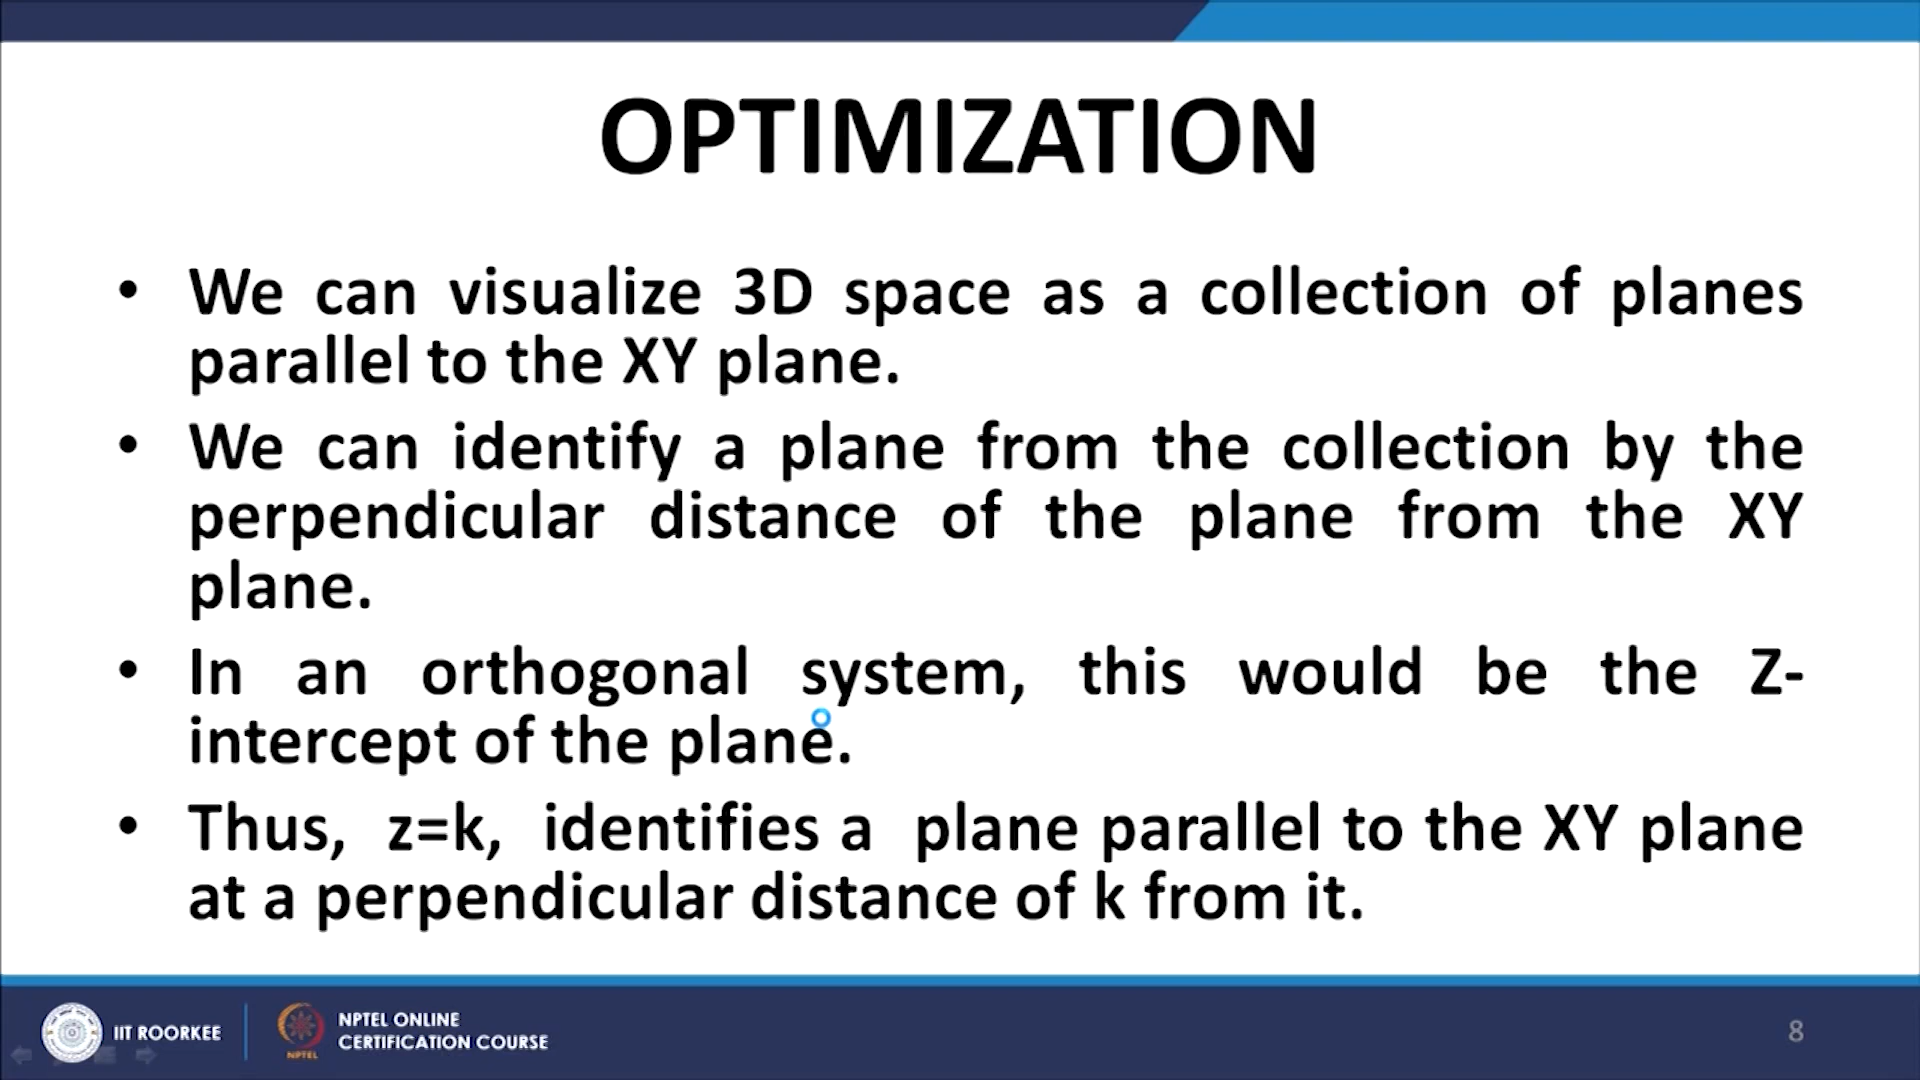 OPTIMIZATION
• We can visualize 3D space as a collection of planes
parallel to the XY plane.
• We can identify a plane from the collection by the
perpendicular distance of the plane from the XY
plane.
• In an orthogonal system, this would be the Z-
intercept of the plane.
• Thus, z=k, identifies a plane parallel to the XY plane
at a perpendicular distance of k from it.
IIT ROORKEE
NPTEL
NPTEL ONLINE
CERTIFICATION COURSE
8